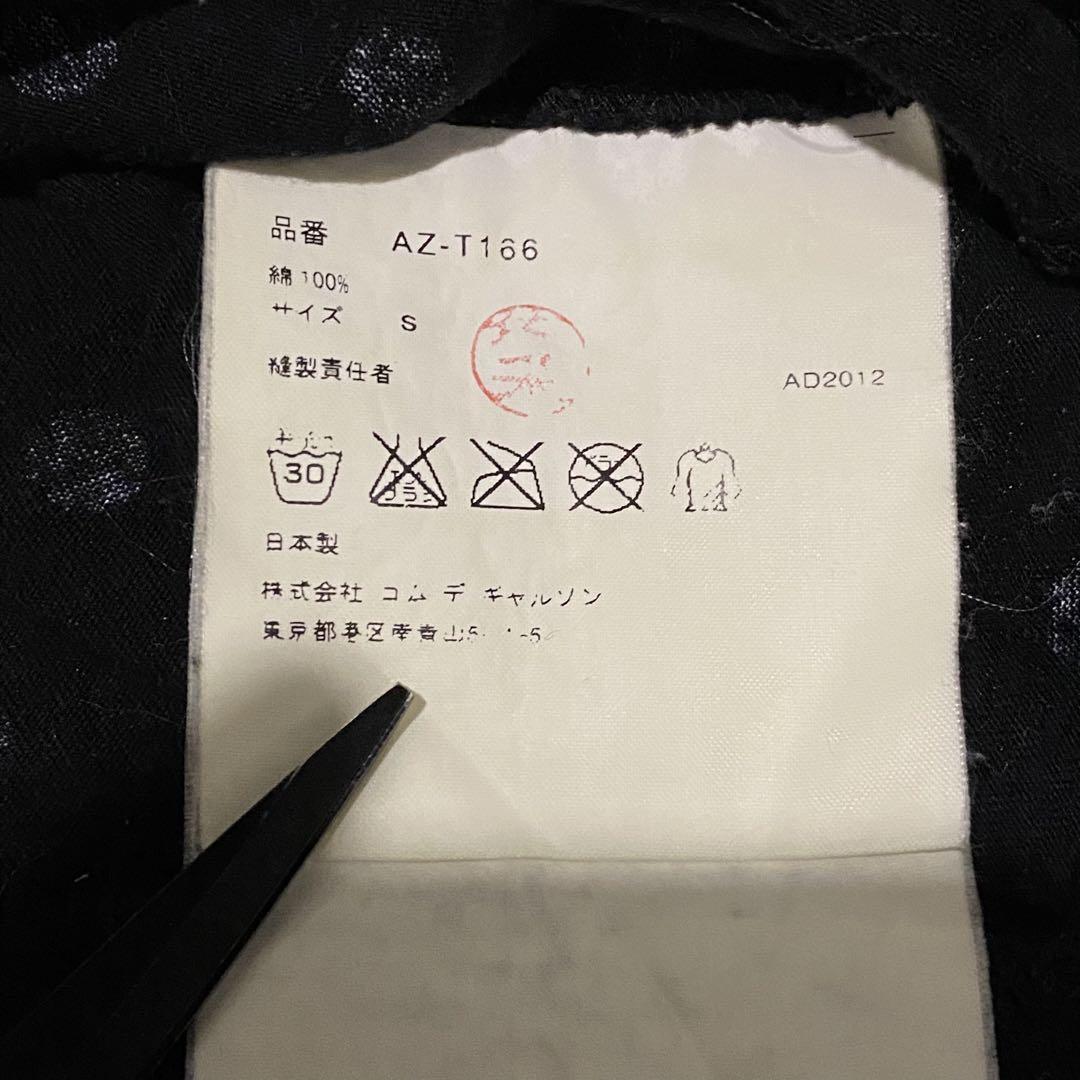 品番 AZ-T166
綿 100%
サイズ S
縫製責任者
AD2012
30
日本製
株式会社 コム デ ギャルソン
東京都港区南青山5-